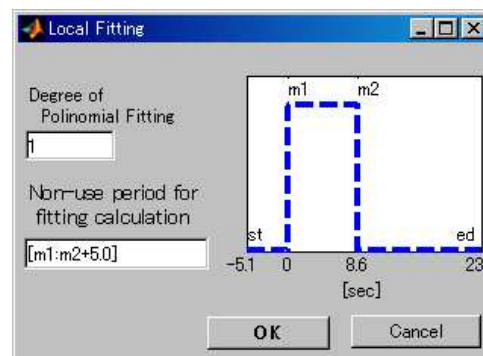 Local Fitting
Degree of
Polinomial Fitting
1
Non-use period for
fitting calculation
[m1:m2+5.0]
m1 m2
st ed
-5.1 0 8.6 23
[sec]
OK Cancel